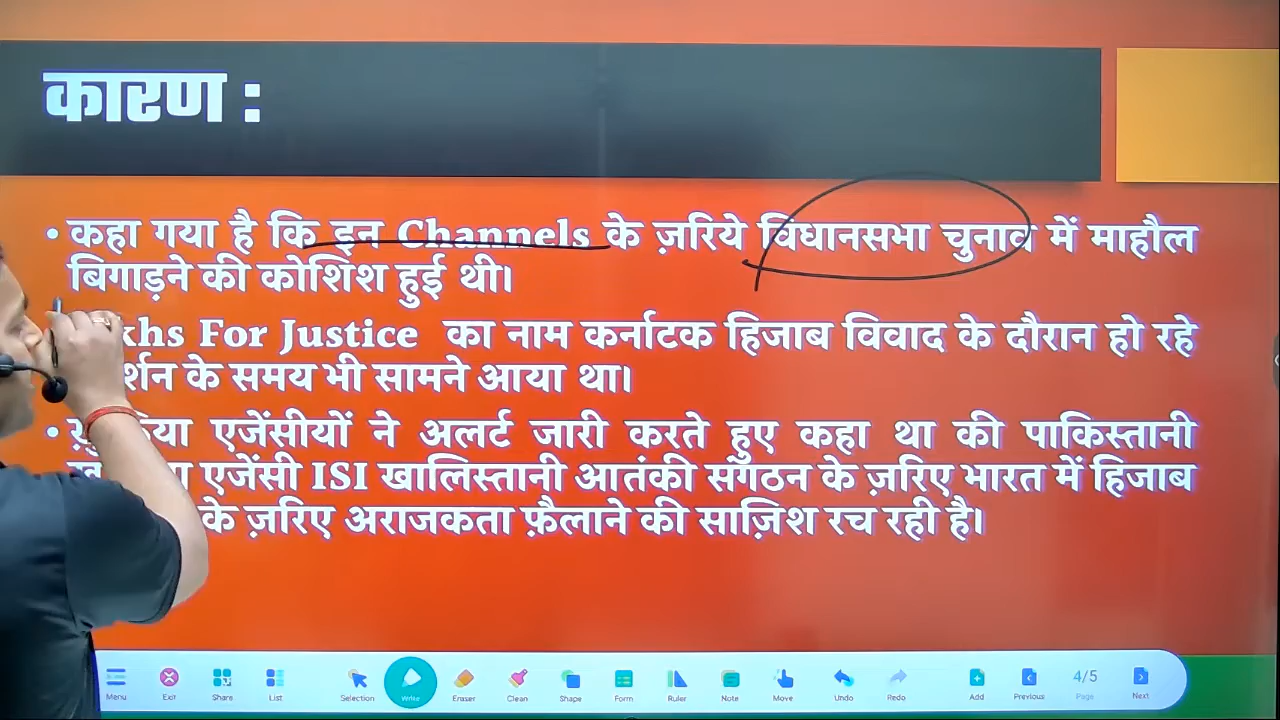 कारण :
• कहा गया है कि इन Channels के ज़रिये विधानसभा चुनाव में माहौल
बिगाड़ने की कोशिश हुई थी।
For Justice का नाम कर्नाटक हिजाब विवाद के दौरान हो रहे
के समय भी सामने आया था।
• एजेंसीयों ने अलर्ट जारी करते हुए कहा था की पाकिस्तानी
एजेंसी ISI खालिस्तानी आतंकी संगठन के ज़रिए भारत में हिजाब
के ज़रिए अराजकता फ़ैलाने की साज़िश रच रही है।
Menu Exit Share List Selection Write Eraser Clean Shape Form Ruler Note Move Undo Redo Add Previous 4/5 Page Next